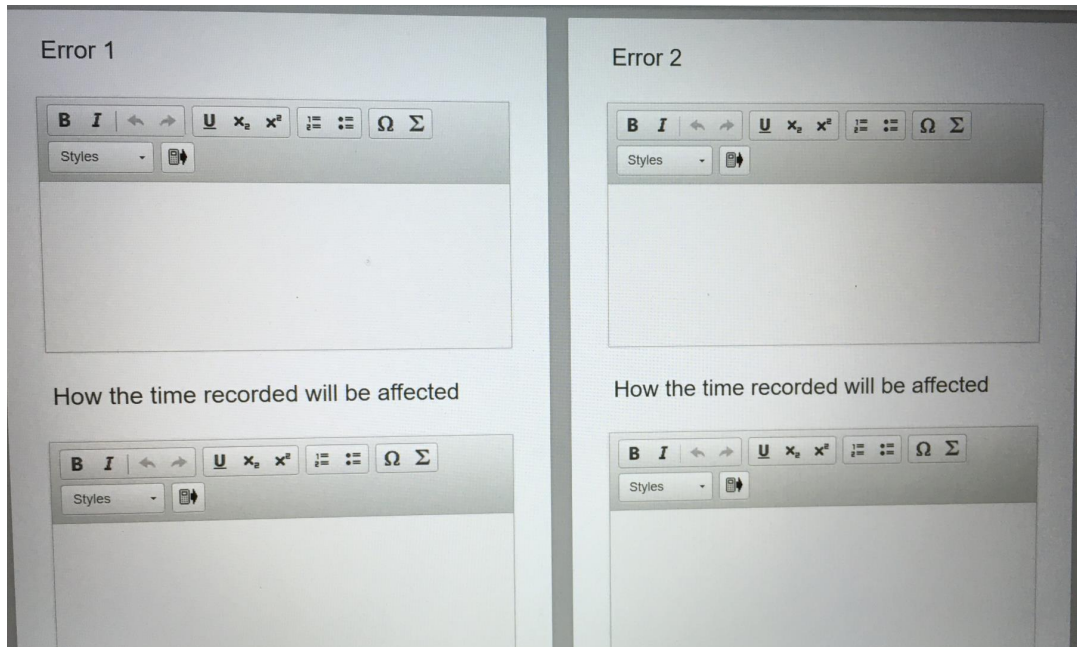 Error 1
B I U x₂ x² Ω Σ
Styles
How the time recorded will be affected
B I U x₂ x² Ω Σ
Styles
Error 2
B I U x₂ x² Ω Σ
Styles
How the time recorded will be affected
B I U x₂ x² Ω Σ
Styles